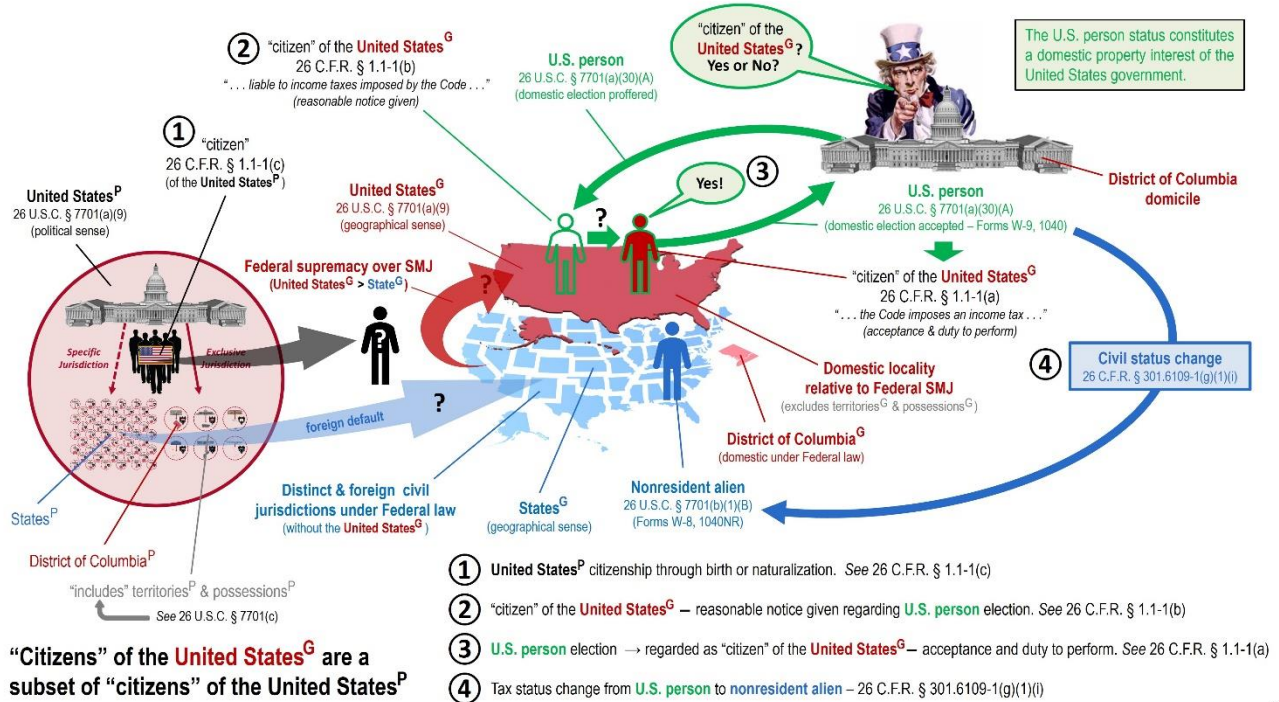 ② "citizen" of the United Statesᴳ
26 C.F.R. § 1.1-1(b)
" . . . liable to income taxes imposed by the Code . . ."
(reasonable notice given)
U.S. person
26 U.S.C. § 7701(a)(30)(A)
(domestic election proffered)
"citizen" of the
United Statesᴳ?
Yes or No?
The U.S. person status constitutes
a domestic property interest of the
United States government.
① "citizen"
26 C.F.R. § 1.1-1(c)
(of the United Statesᴾ)
United Statesᴾ
26 U.S.C. § 7701(a)(9)
(political sense)
United Statesᴳ
26 U.S.C. § 7701(a)(9)
(geographical sense)
Yes!
③
?
District of Columbia
domicile
U.S. person
26 U.S.C. § 7701(a)(30)(A)
(domestic election accepted – Forms W-9, 1040)
Federal supremacy over SMJ
(United Statesᴳ > Stateᴳ)
?
?
"citizen" of the United Statesᴳ
26 C.F.R. § 1.1-1(a)
" . . . the Code imposes an income tax . . ."
(acceptance & duty to perform)
Specific
Jurisdiction
Exclusive
Jurisdiction
④ Civil status change
26 C.F.R. § 301.6109-1(g)(1)(i)
Domestic locality
relative to Federal SMJ
(excludes territoriesᴳ & possessionsᴳ)
foreign default
?
District of Columbiaᴳ
(domestic under Federal law)
Statesᴾ
Distinct & foreign civil
jurisdictions under Federal law
(without the United Statesᴳ)
Statesᴳ
(geographical sense)
Nonresident alien
26 U.S.C. § 7701(b)(1)(B)
(Forms W-8, 1040NR)
District of Columbiaᴾ
"includes" territoriesᴾ & possessionsᴾ
See 26 U.S.C. § 7701(c)
"Citizens" of the United Statesᴳ are a
subset of "citizens" of the United Statesᴾ
① United Statesᴾ citizenship through birth or naturalization. See 26 C.F.R. § 1.1-1(c)
② "citizen" of the United Statesᴳ – reasonable notice given regarding U.S. person election. See 26 C.F.R. § 1.1-1(b)
③ U.S. person election → regarded as "citizen" of the United Statesᴳ – acceptance and duty to perform. See 26 C.F.R. § 1.1-1(a)
④ Tax status change from U.S. person to nonresident alien – 26 C.F.R. § 301.6109-1(g)(1)(i)